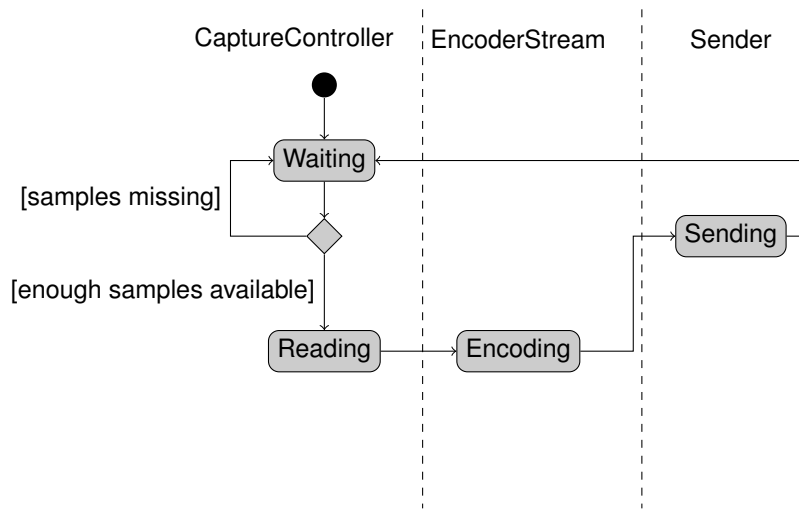 CaptureController
EncoderStream
Sender
Waiting
[samples missing]
Sending
[enough samples available]
Reading
Encoding